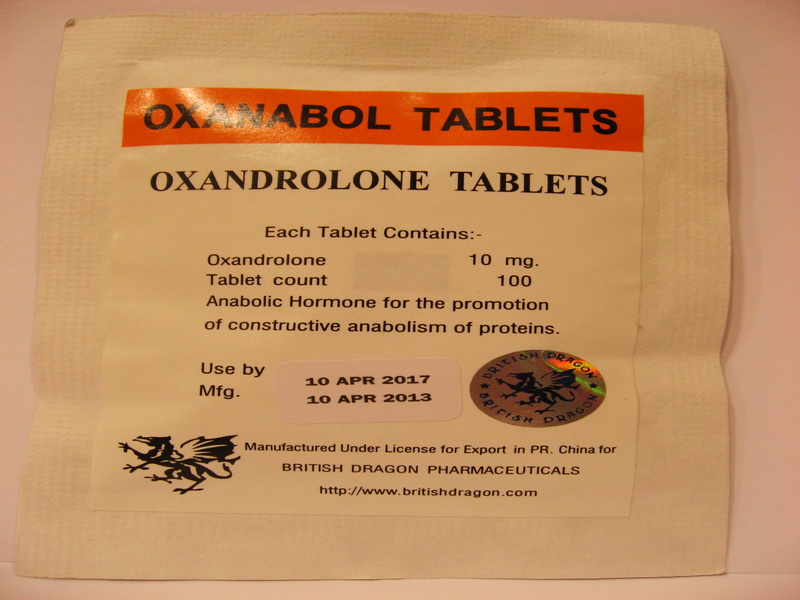 OXANABOL TABLETS
OXANDROLONE TABLETS
Each Tablet Contains:-
Oxandrolone 10 mg.
Tablet count 100
Anabolic Hormone for the promotion
of constructive anabolism of proteins.
Use by 10 APR 2017
Mfg. 10 APR 2013
BRITISH DRAGON
BRITISH DRAGON
Manufactured Under License for Export in PR. China for
BRITISH DRAGON PHARMACEUTICALS
http://www.britishdragon.com